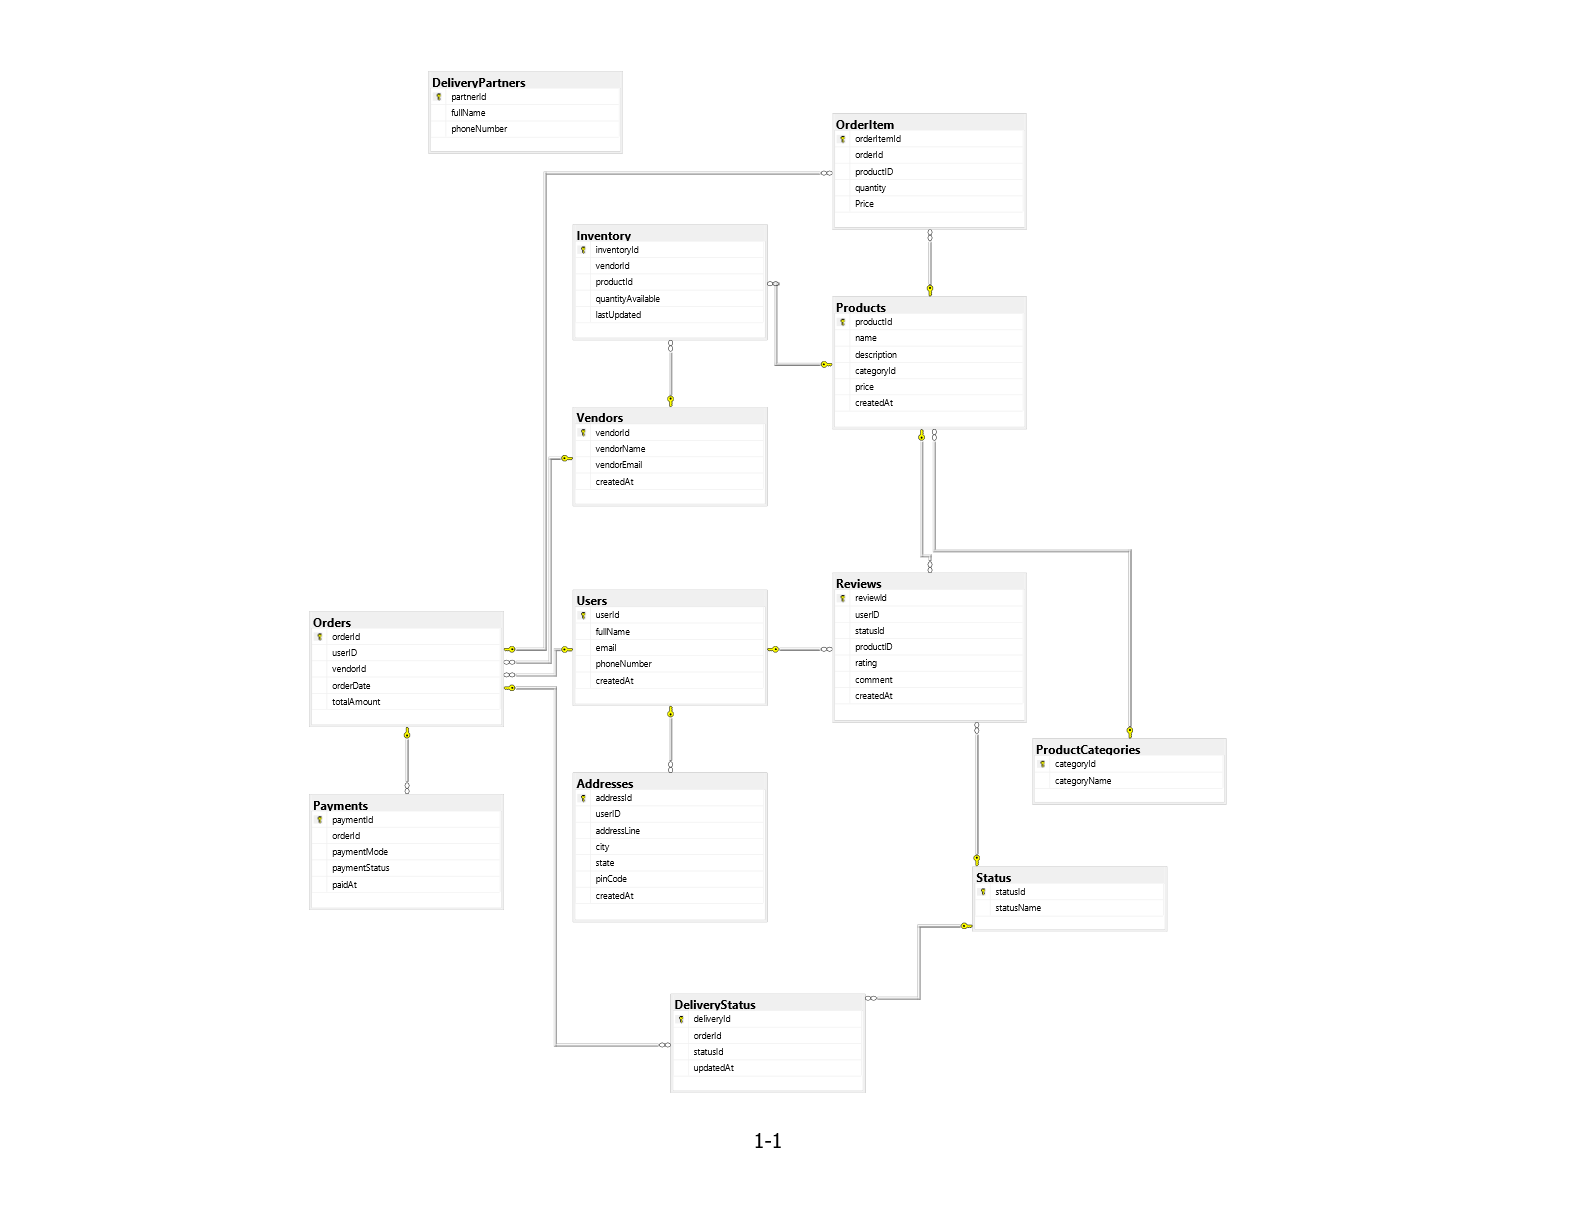 DeliveryPartners
partnerId
fullName
phoneNumber
OrderItem
orderItemId
orderId
productID
quantity
Price
Inventory
inventoryId
vendorId
productId
quantityAvailable
lastUpdated
Products
productId
name
description
categoryId
price
createdAt
Vendors
vendorId
vendorName
vendorEmail
createdAt
Users
userId
fullName
email
phoneNumber
createdAt
Reviews
reviewId
userID
statusId
productID
rating
comment
createdAt
Orders
orderId
userID
vendorId
orderDate
totalAmount
ProductCategories
categoryId
categoryName
Addresses
addressId
userID
addressLine
city
state
pinCode
createdAt
Payments
paymentId
orderId
paymentMode
paymentStatus
paidAt
Status
statusId
statusName
DeliveryStatus
deliveryId
orderId
statusId
updatedAt
1-1